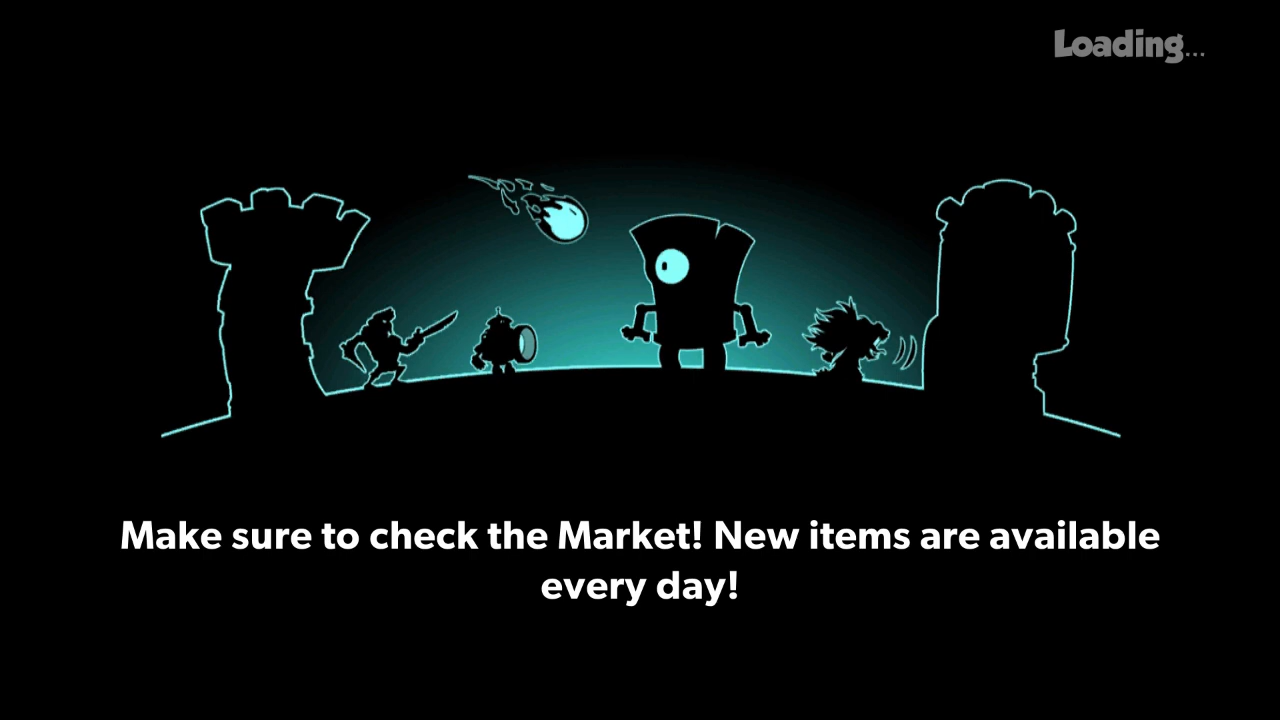 Loading...
Make sure to check the Market! New items are available
every day!